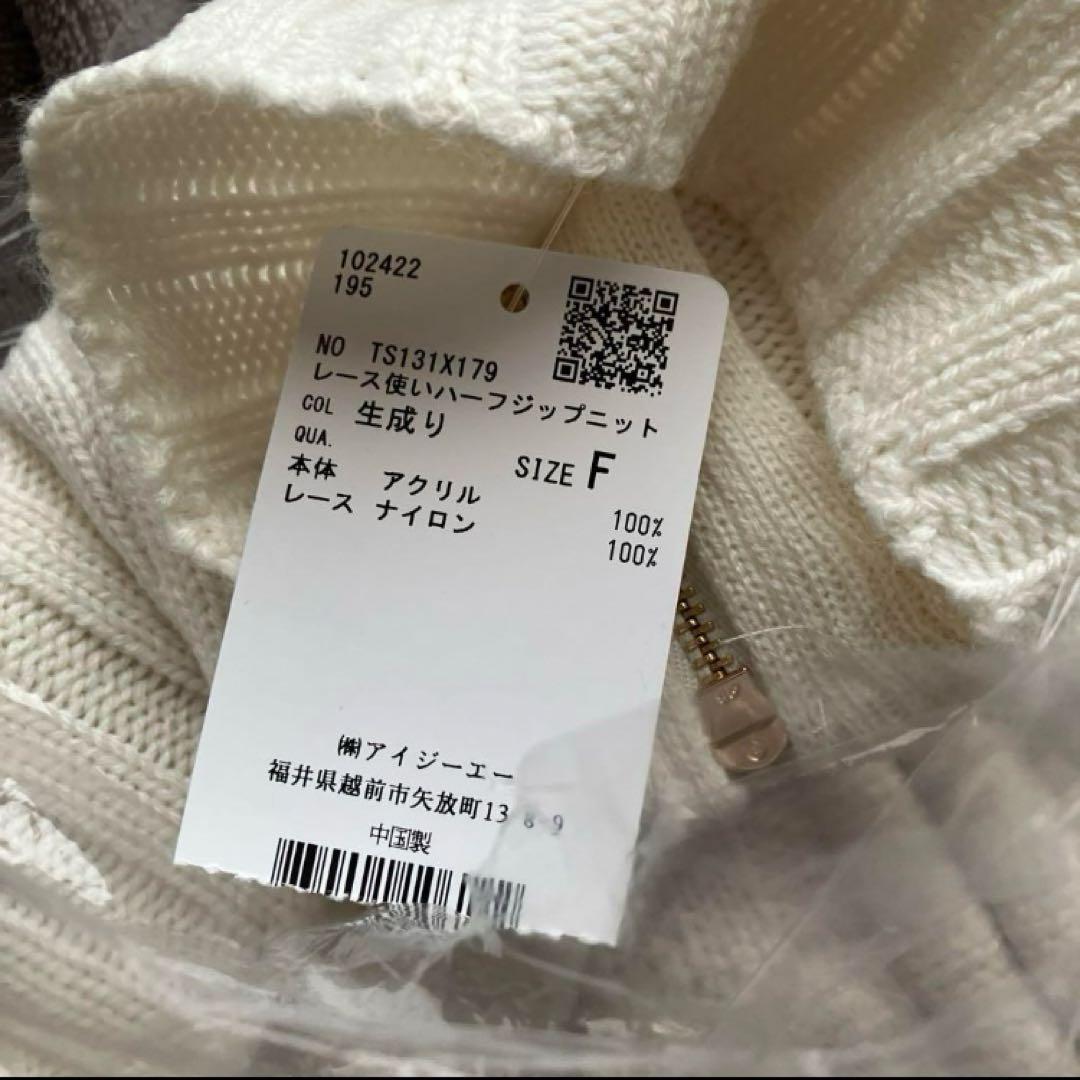 102422
195
NO TS131X179
レース使いハーフジップニット
COL 生成り
QUA. SIZE F
本体 アクリル 100%
レース ナイロン 100%
㈱アイジーエー
福井県越前市矢放町13 8 9
中国製